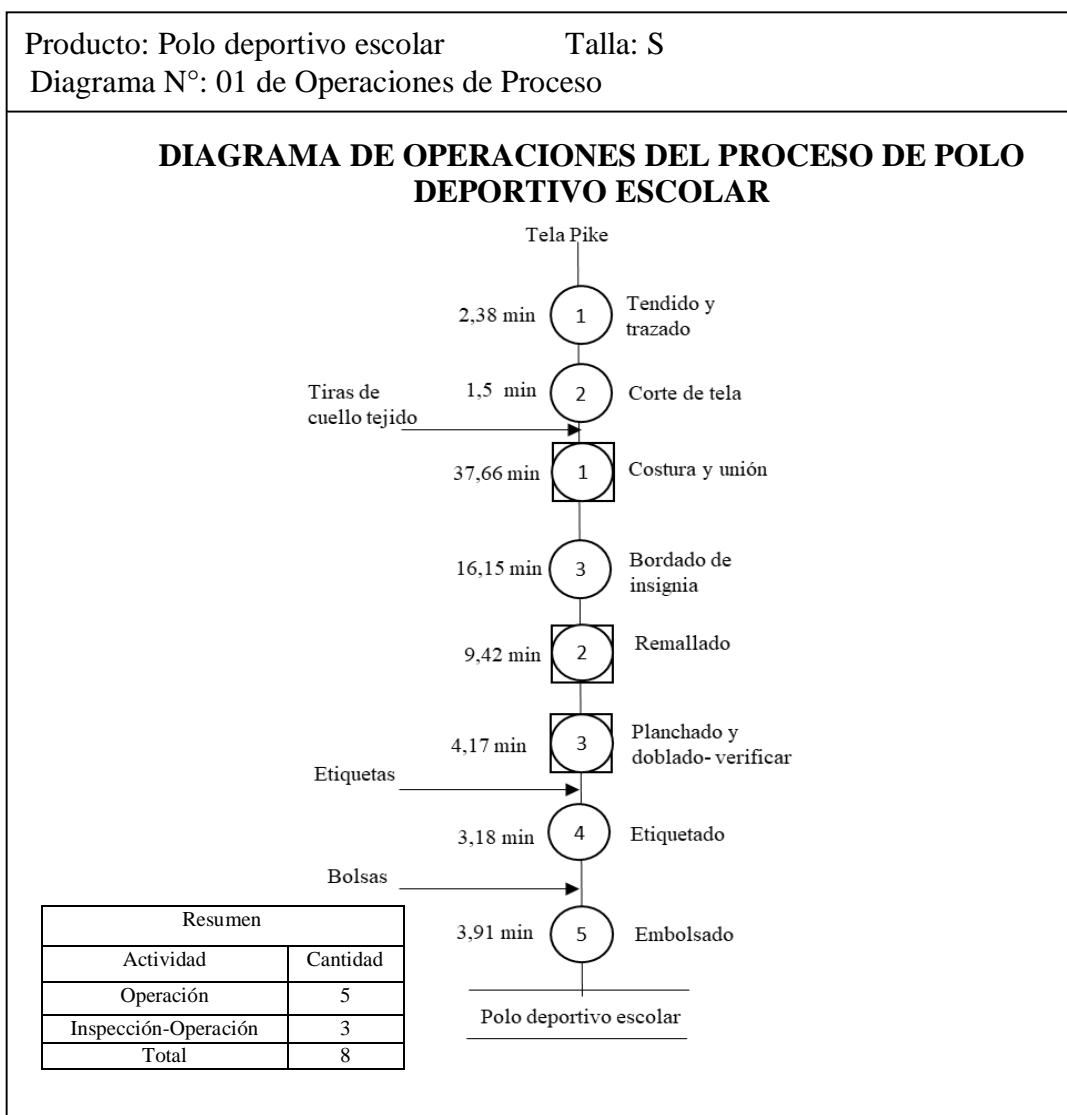 Producto: Polo deportivo escolar Talla: S
Diagrama N°: 01 de Operaciones de Proceso
DIAGRAMA DE OPERACIONES DEL PROCESO DE POLO
DEPORTIVO ESCOLAR
Tela Pike
2,38 min 1 Tendido y
trazado
Tiras de
cuello tejido
1,5 min 2 Corte de tela
37,66 min 1 Costura y unión
16,15 min 3 Bordado de
insignia
9,42 min 2 Remallado
4,17 min 3 Planchado y
doblado- verificar
Etiquetas
3,18 min 4 Etiquetado
Bolsas
3,91 min 5 Embolsado
Polo deportivo escolar
Resumen
Actividad Cantidad
Operación 5
Inspección-Operación 3
Total 8